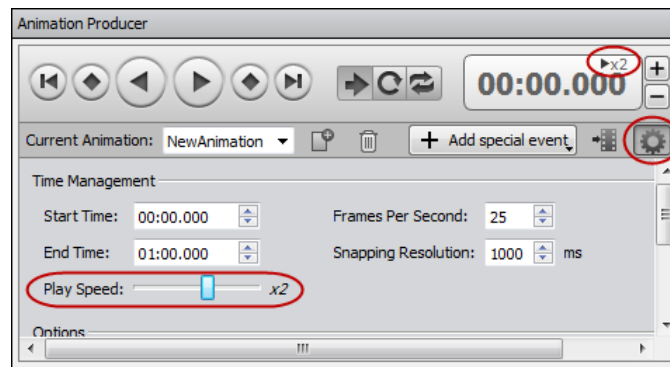 Animation Producer
x2
00:00.000
Current Animation: NewAnimation + Add special event
Time Management
Start Time: 00:00.000 Frames Per Second: 25
End Time: 01:00.000 Snapping Resolution: 1000 ms
Play Speed: x2
Options